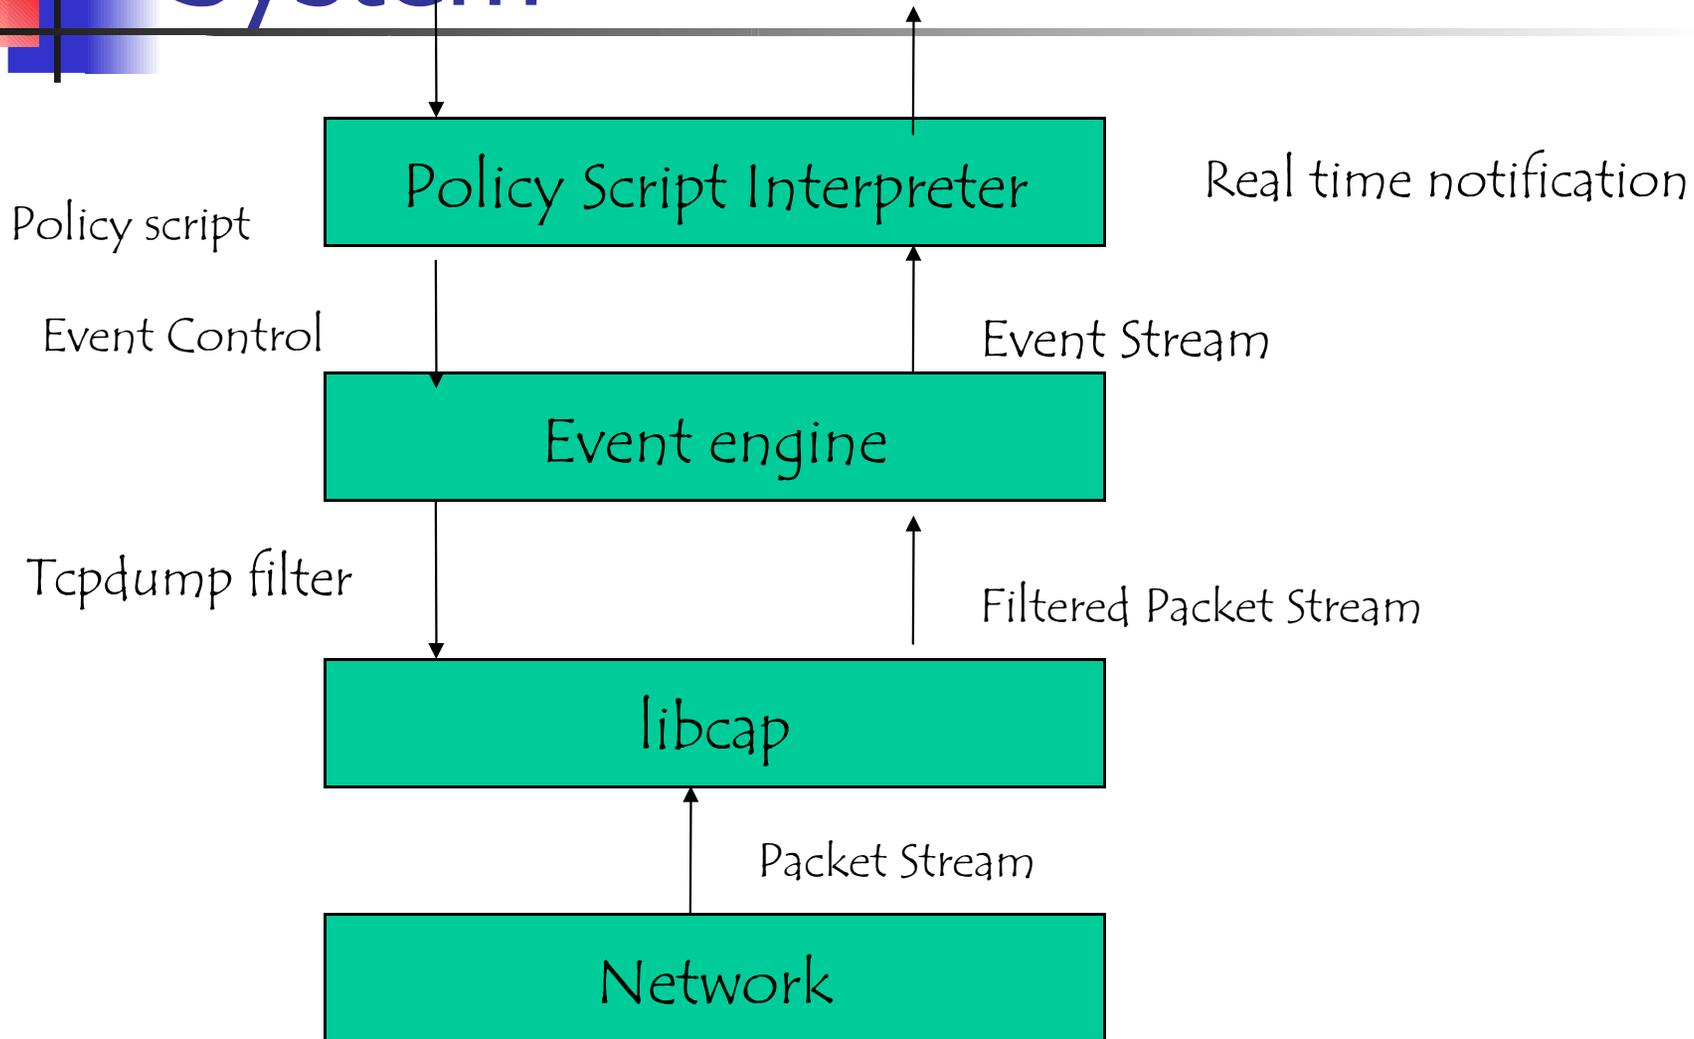 System
Policy Script Interpreter
Real time notification
Policy script
Event Control
Event Stream
Event engine
Tcpdump filter
Filtered Packet Stream
libcap
Packet Stream
Network